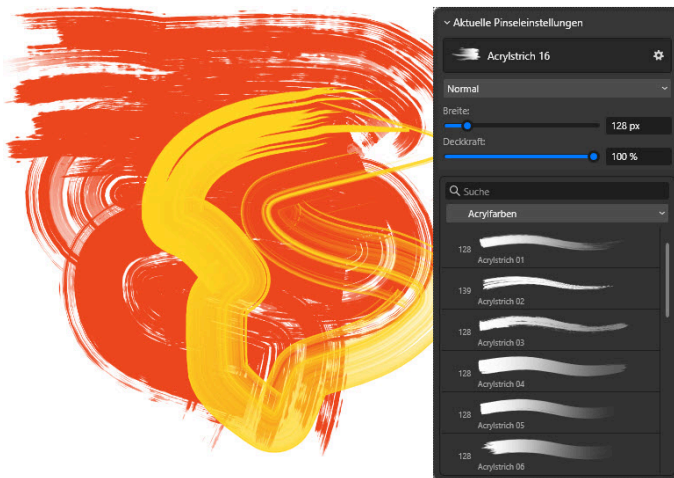 Aktuelle Pinseleinstellungen
Acrylstrich 16
Normal
Breite:
128 px
Deckkraft:
100 %
Suche
Acrylfarben
128
Acrylstrich 01
139
Acrylstrich 02
128
Acrylstrich 03
128
Acrylstrich 04
128
Acrylstrich 05
128
Acrylstrich 06